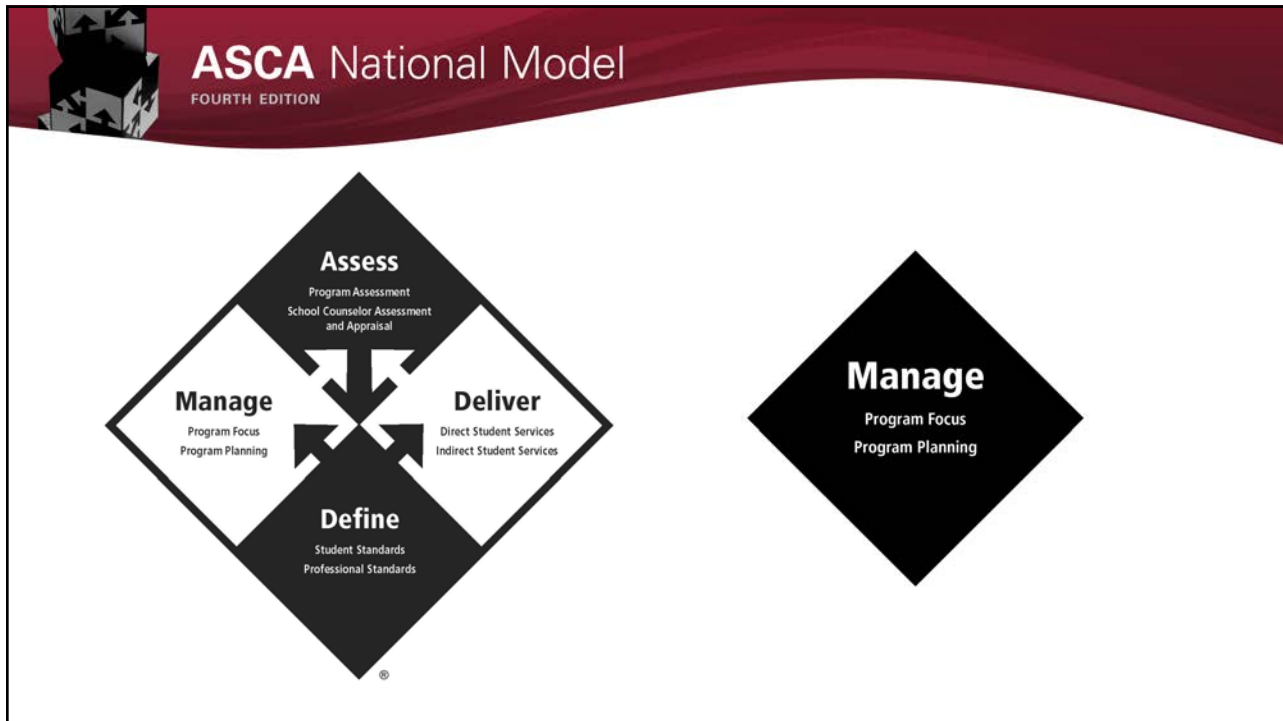 ASCA National Model
FOURTH EDITION
Assess
Program Assessment
School Counselor Assessment
and Appraisal
Manage
Program Focus
Program Planning
Deliver
Direct Student Services
Indirect Student Services
Define
Student Standards
Professional Standards
®
Manage
Program Focus
Program Planning